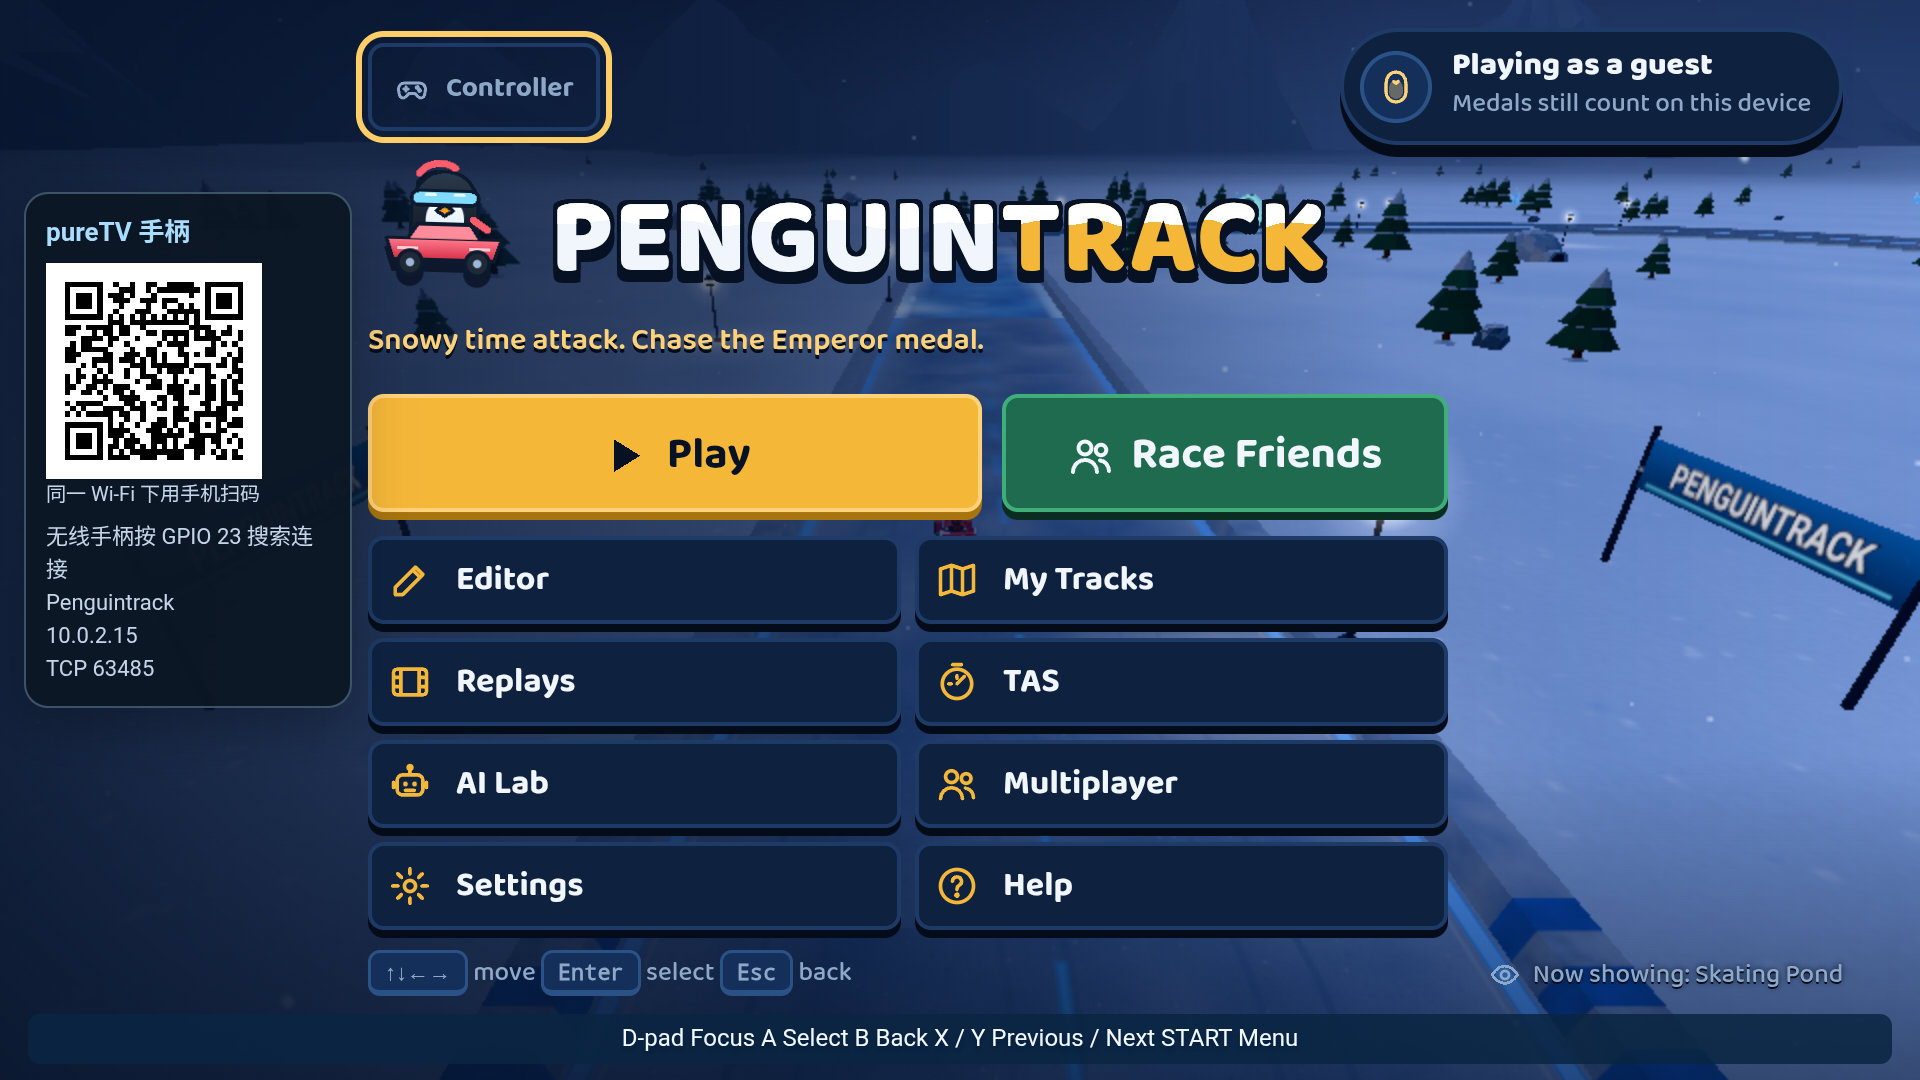 Controller
Playing as a guest
Medals still count on this device
pureTV 手柄
同一 Wi-Fi 下用手机扫码
无线手柄按 GPIO 23 搜索连
接
Penguintrack
10.0.2.15
TCP 63485
PENGUINTRACK
Snowy time attack. Chase the Emperor medal.
Play
Race Friends
PENGUINTRACK
Editor
My Tracks
Replays
TAS
AI Lab
Multiplayer
Settings
Help
↑↓←→ move Enter select Esc back
Now showing: Skating Pond
D-pad Focus A Select B Back X / Y Previous / Next START Menu